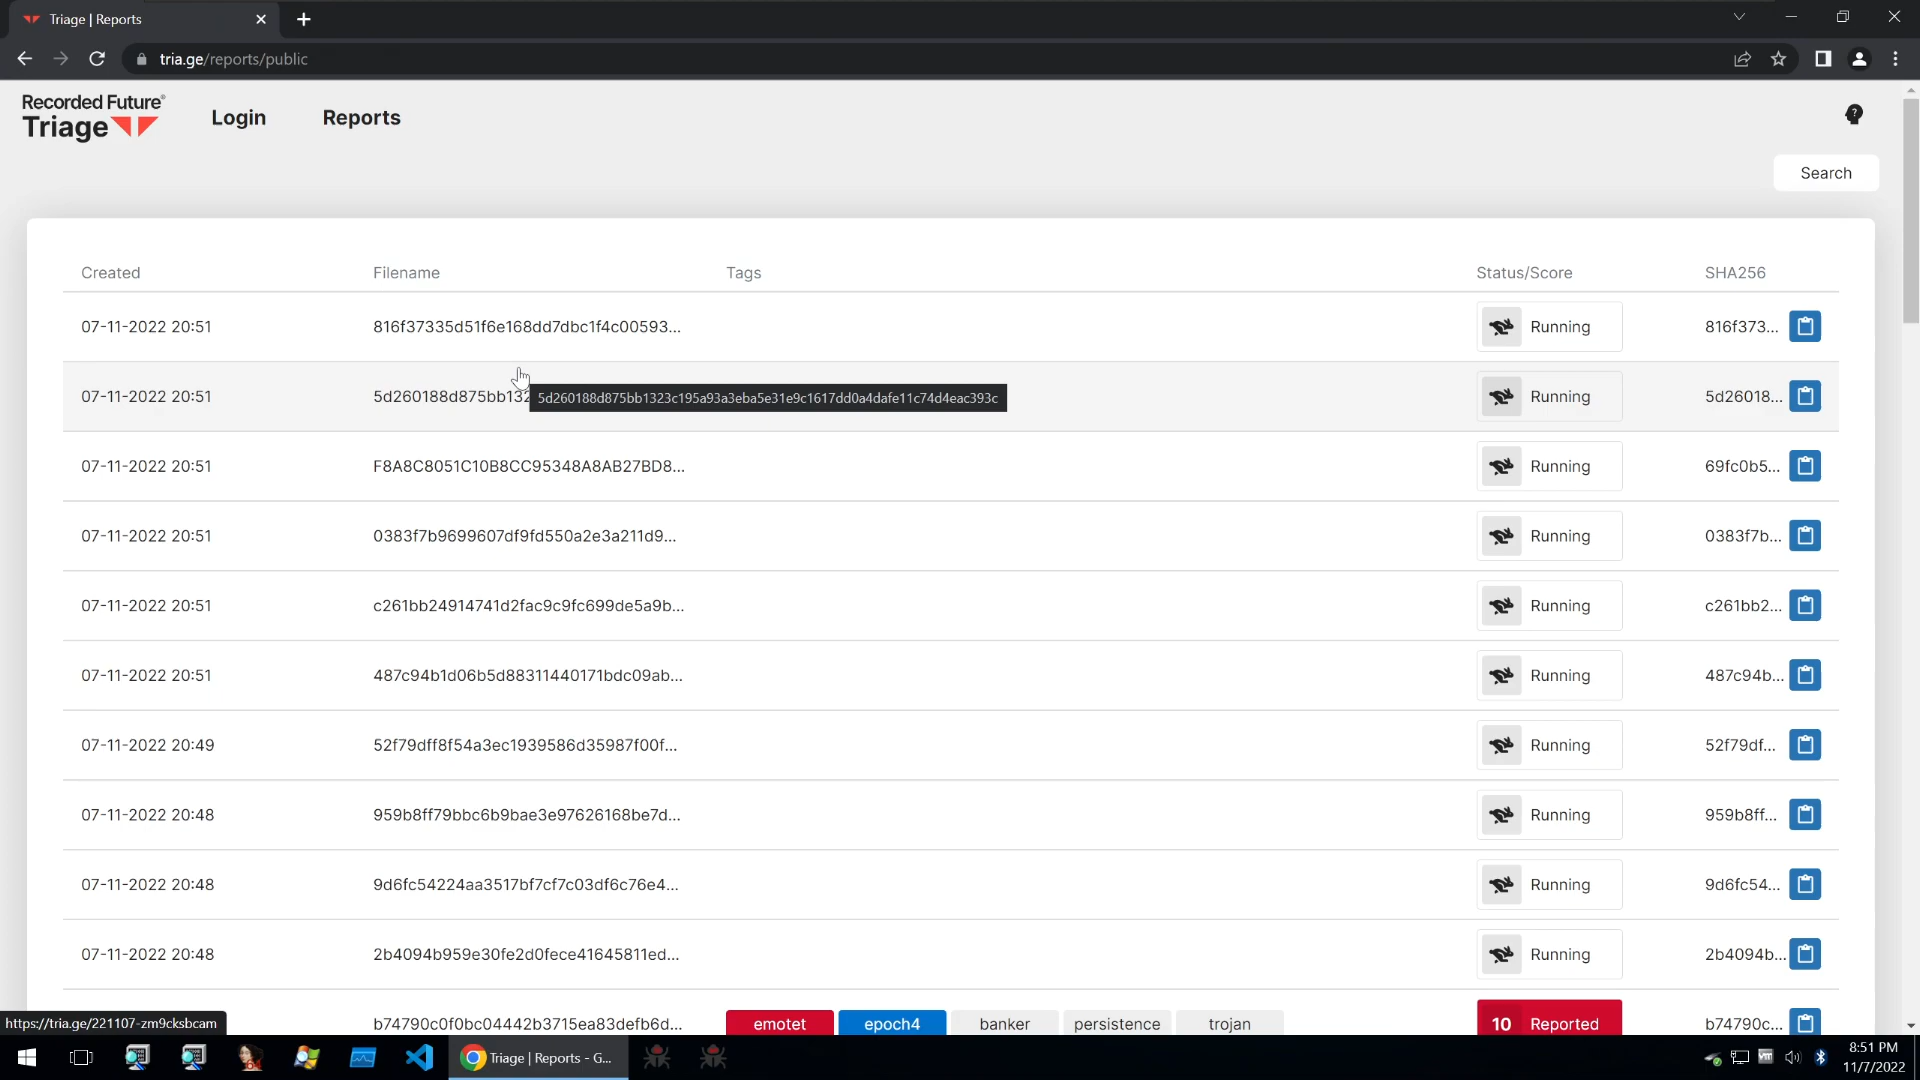 Triage | Reports
tria.ge/reports/public
Recorded Future®
Triage
Login
Reports
Search
Created Filename Tags Status/Score SHA256
07-11-2022 20:51 816f37335d51f6e168dd7dbc1f4c00593... Running 816f373...
07-11-2022 20:51 5d260188d875bb132 Running 5d26018...
5d260188d875bb1323c195a93a3eba5e31e9c1617dd0a4dafe11c74d4eac393c
07-11-2022 20:51 F8A8C8051C10B8CC95348A8AB27BD8... Running 69fc0b5...
07-11-2022 20:51 0383f7b9699607df9fd550a2e3a211d9... Running 0383f7b...
07-11-2022 20:51 c261bb24914741d2fac9c9fc699de5a9b... Running c261bb2...
07-11-2022 20:51 487c94b1d06b5d88311440171bdc09ab... Running 487c94b...
07-11-2022 20:49 52f79dff8f54a3ec1939586d35987f00f... Running 52f79df...
07-11-2022 20:48 959b8ff79bbc6b9bae3e97626168be7d... Running 959b8ff...
07-11-2022 20:48 9d6fc54224aa3517bf7cf7c03df6c76e4... Running 9d6fc54...
07-11-2022 20:48 2b4094b959e30fe2d0fece41645811ed... Running 2b4094b...
b74790c0f0bc04442b3715ea83defb6d... emotet epoch4 banker persistence trojan 10 Reported b74790c...
https://tria.ge/221107-zm9cksbcam
Triage | Reports - G...
8:51 PM
11/7/2022